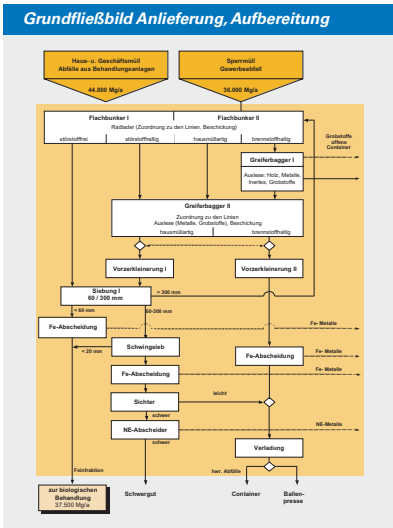 Grundfließbild Anlieferung, Aufbereitung
Haus- u. Geschäftsmüll
Abfälle aus Behandlungsanlagen
44.000 Mg/a
Sperrmüll
Gewerbeabfall
36.000 Mg/a
Flachbunker I
Flachbunker II
Radlader (Zuordnung zu den Linien, Beschickung)
störstofffrei
störstoffhaltig
hausmüllartig
brennstoffhaltig
Grobstoffe
offene
Container
Greiferbagger I
Auslese: Holz, Metalle,
Inertes, Grobstoffe
Greiferbagger II
Zuordnung zu den Linien
Auslese (Metalle, Grobstoffe), Beschickung
hausmüllartig
brennstoffhaltig
Vorzerkleinerung I
Vorzerkleinerung II
Siebung I
60 / 300 mm
> 300 mm
< 60 mm
60-300 mm
Fe-Abscheidung
Fe- Metalle
Schwingsieb
< 20 mm
Fe-Abscheidung
Fe- Metalle
Fe-Abscheidung
Fe- Metalle
Sichter
leicht
schwer
NE-Abscheider
NE-Metalle
schwer
Verladung
Feinfraktion
hwr. Abfälle
zur biologischen
Behandlung
37.500 Mg/a
Schwergut
Container
Ballen-
presse